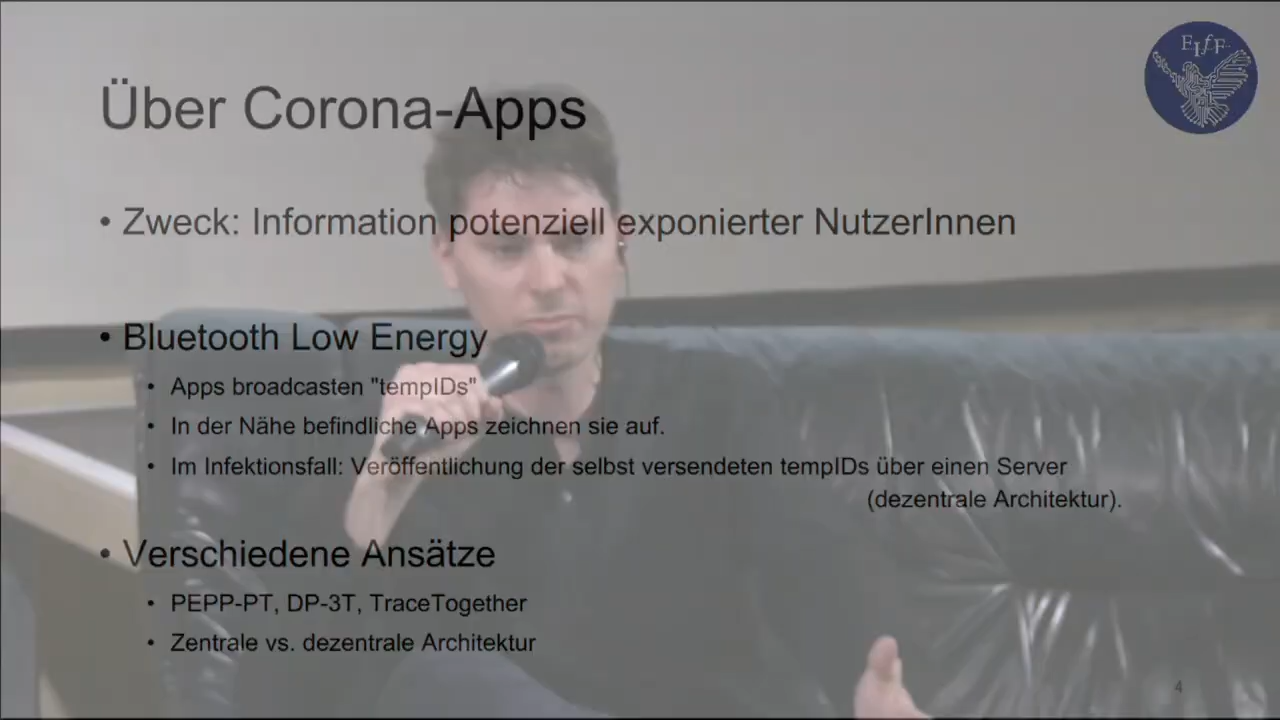 FIfF
Über Corona-Apps
• Zweck: Information potenziell exponierter NutzerInnen
• Bluetooth Low Energy
• Apps broadcasten "tempIDs"
• In der Nähe befindliche Apps zeichnen sie auf.
• Im Infektionsfall: Veröffentlichung der selbst versendeten tempIDs über einen Server
(dezentrale Architektur).
• Verschiedene Ansätze
• PEPP-PT, DP-3T, TraceTogether
• Zentrale vs. dezentrale Architektur
4